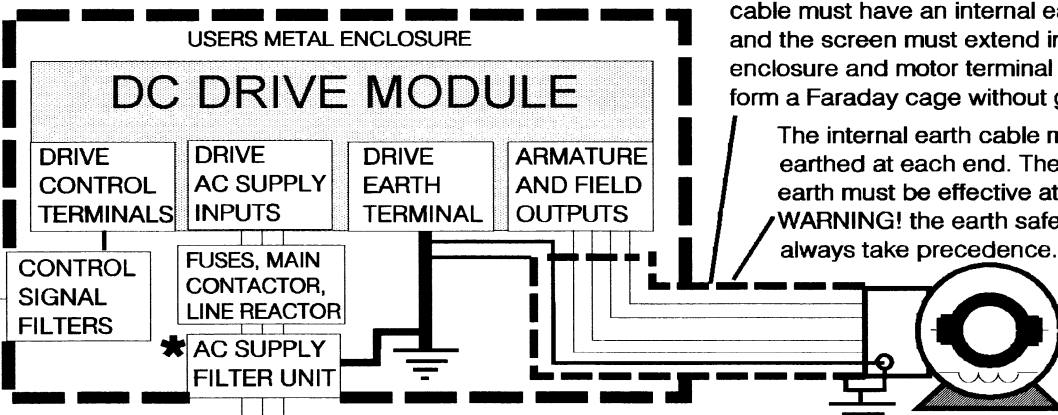 USERS METAL ENCLOSURE
DC DRIVE MODULE
DRIVE
CONTROL
TERMINALS
DRIVE
AC SUPPLY
INPUTS
DRIVE
EARTH
TERMINAL
ARMATURE
AND FIELD
OUTPUTS
CONTROL
SIGNAL
FILTERS
FUSES, MAIN
CONTACTOR,
LINE REACTOR
* AC SUPPLY
FILTER UNIT
cable must have an internal
and the screen must extend
enclosure and motor terminal
form a Faraday cage without
The internal earth cable
earthed at each end. The
earth must be effective at
WARNING! the earth
always take precedence.